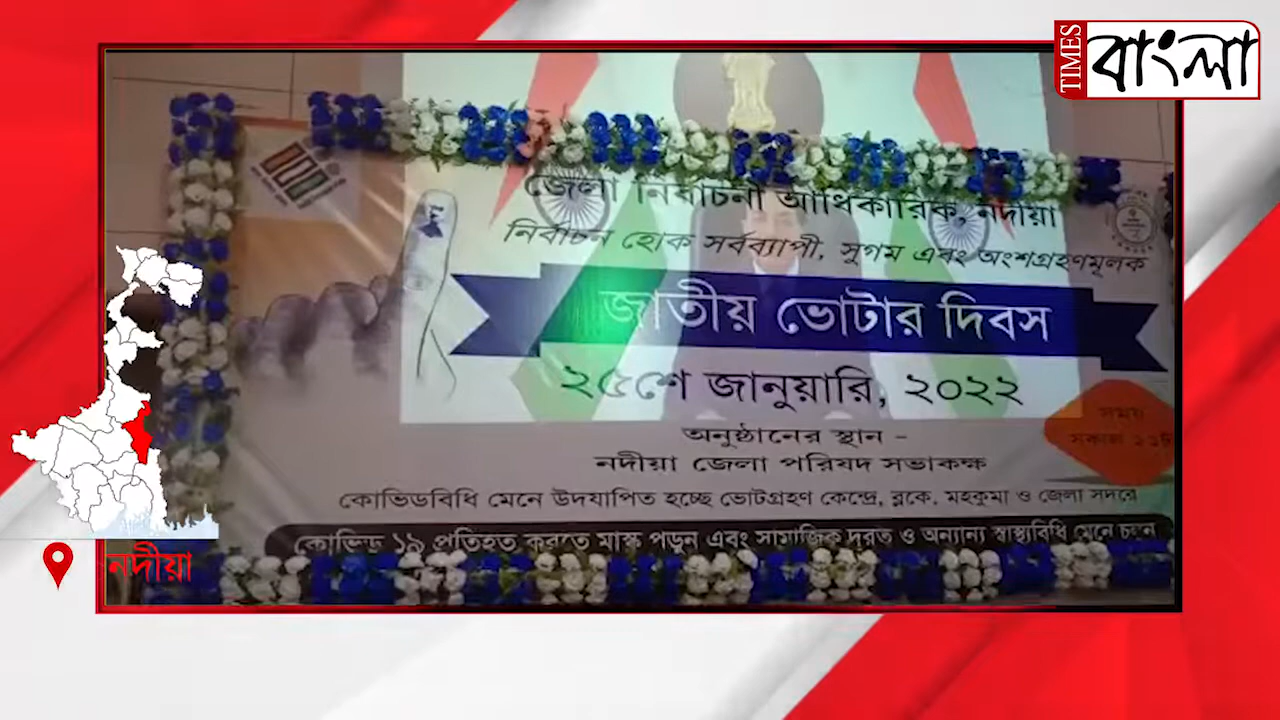 TIMES বাংলা
জেলা নির্বাচনী আধিকারিক, নদীয়া
নির্বাচন হোক সর্বব্যাপী, সুগম এবং অংশগ্রহণমূলক
জাতীয় ভোটার দিবস
২৫শে জানুয়ারি, ২০২২
সময়
সকাল ১১টা
অনুষ্ঠানের স্থান -
নদীয়া জেলা পরিষদ সভাকক্ষ
কোভিডবিধি মেনে উদযাপিত হচ্ছে ভোটগ্রহণ কেন্দ্রে, ব্লকে, মহকুমা ও জেলা সদরে
কোভিড ১৯ প্রতিহত করতে মাস্ক পড়ুন এবং সামাজিক দূরত্ব ও অন্যান্য স্বাস্থ্যবিধি মেনে চলুন
নদীয়া